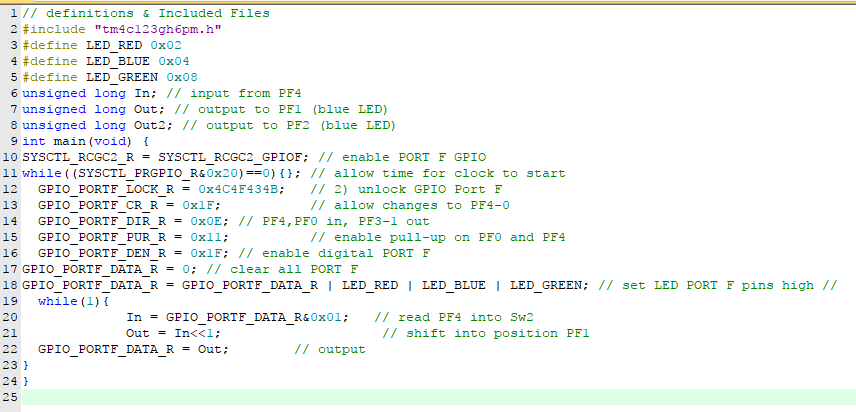 1 // definitions & Included Files
2 #include "tm4c123gh6pm.h"
3 #define LED_RED 0x02
4 #define LED_BLUE 0x04
5 #define LED_GREEN 0x08
6 unsigned long In; // input from PF4
7 unsigned long Out; // output to PF1 (blue LED)
8 unsigned long Out2; // output to PF2 (blue LED)
9 int main(void) {
10 SYSCTL_RCGC2_R = SYSCTL_RCGC2_GPIOF; // enable PORT F GPIO
11 while((SYSCTL_PRGPIO_R&0x20)==0){}; // allow time for clock to start
12 GPIO_PORTF_LOCK_R = 0x4C4F434B; // 2) unlock GPIO Port F
13 GPIO_PORTF_CR_R = 0x1F; // allow changes to PF4-0
14 GPIO_PORTF_DIR_R = 0x0E; // PF4,PF0 in, PF3-1 out
15 GPIO_PORTF_PUR_R = 0x11; // enable pull-up on PF0 and PF4
16 GPIO_PORTF_DEN_R = 0x1F; // enable digital PORT F
17 GPIO_PORTF_DATA_R = 0; // clear all PORT F
18 GPIO_PORTF_DATA_R = GPIO_PORTF_DATA_R | LED_RED | LED_BLUE | LED_GREEN; // set LED PORT F pins high //
19 while(1){
20 In = GPIO_PORTF_DATA_R&0x01; // read PF4 into Sw2
21 Out = In<<1; // shift into position PF1
22 GPIO_PORTF_DATA_R = Out; // output
23 }
24 }
25